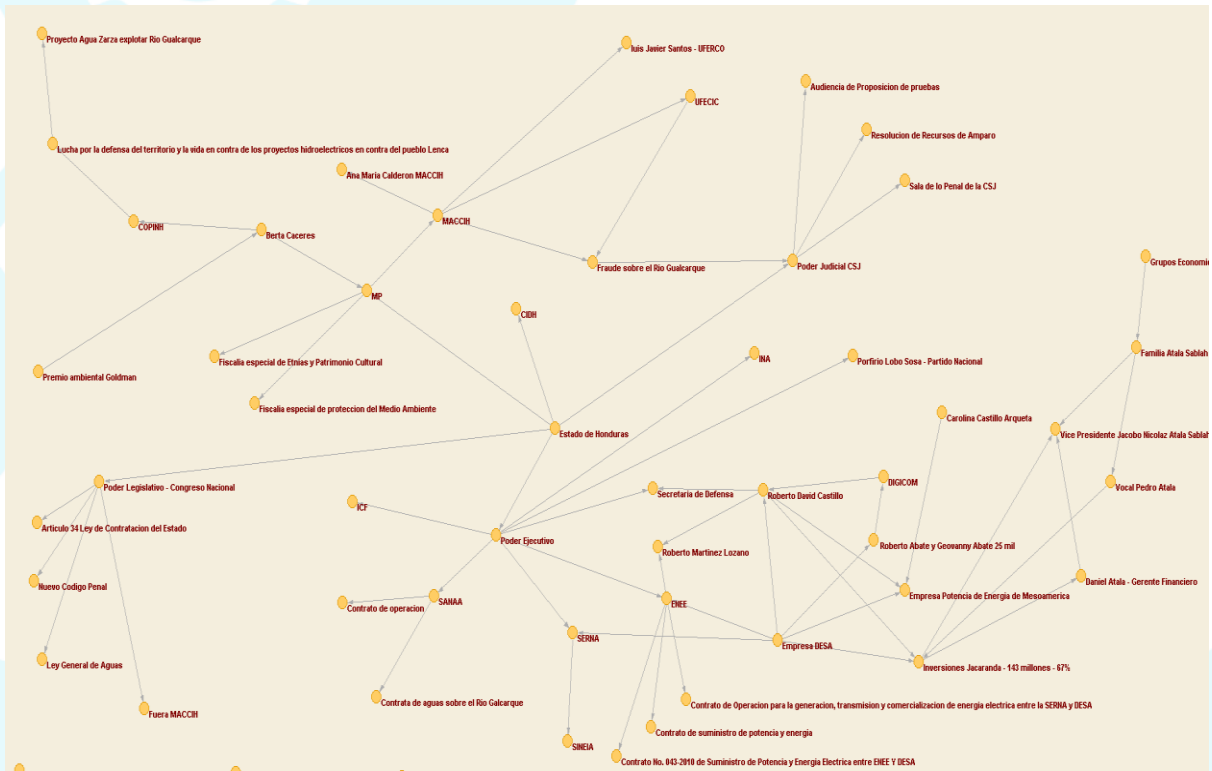 Proyecto Agua Zarza explotar Rio Gualcarque
luis Javier Santos - UFERCO
Audiencia de Proposicion de pruebas
UFECIC
Resolucion de Recursos de Amparo
Lucha por la defensa del territorio y la vida en contra de los proyectos hidroelectricos en contra del pueblo Lenca
Ana Maria Calderon MACCIH
Sala de lo Penal de la CSJ
MACCIH
COPINH
Berta Caceres
Fraude sobre el Rio Gualcarque
Poder Judicial CSJ
Grupos Economic
MP
CIDH
INA
Familia Atala Sablah
Fiscalia especial de Etnias y Patrimonio Cultural
Porfirio Lobo Sosa - Partido Nacional
Premio ambiental Goldman
Fiscalia especial de proteccion del Medio Ambiente
Carolina Castillo Arqueta
Estado de Honduras
Vice Presidente Jacobo Nicolaz Atala Sablah
Poder Legislativo - Congreso Nacional
Secretaria de Defensa
Roberto David Castillo
DIGICOM
Vocal Pedro Atala
ICF
Articulo 34 Ley de Contratacion del Estado
Poder Ejecutivo
Roberto Martinez Lozano
Roberto Abate y Geovanny Abate 25 mil
Nuevo Codigo Penal
Daniel Atala - Gerente Financiero
SANAA
Contrato de operacion
ENEE
Empresa Potencia de Energia de Mesoamerica
SERNA
Empresa DESA
Ley General de Aguas
Inversiones Jacaranda - 143 millones - 67%
Contrata de aguas sobre el Rio Galcarque
Fuera MACCIH
Contrato de Operacion para la generacion, transmision y comercializacion de energia electrica entre la SERNA y DESA
Contrato de suministro de potencia y energia
SINEIA
Contrato No. 043-2010 de Suministro de Potencia y Energia Electrica entre ENEE Y DESA